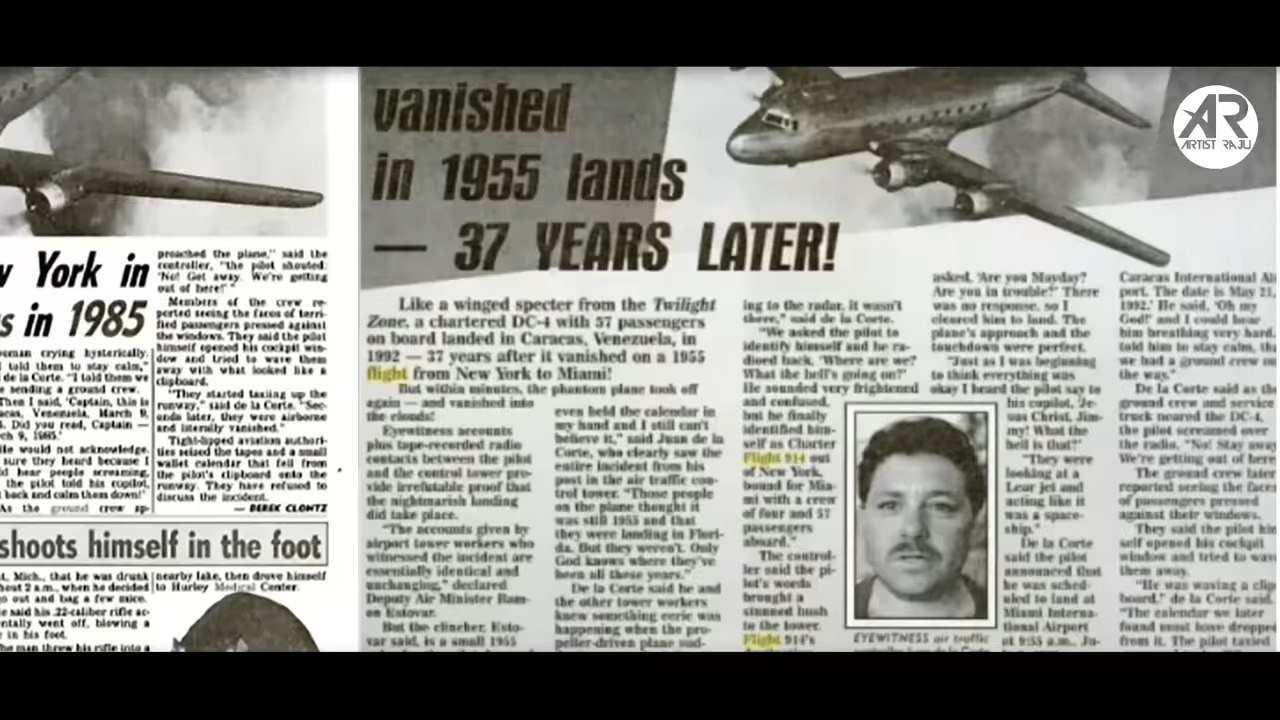 w York in
s in 1985
woman crying hysterically.
I told them to stay calm,"
de la Corte. "I told them we
e sending a ground crew.
Then I said, 'Captain, this is
acas, Venezuela, March 9,
5. Did you read, Captain —
ch 9, 1985.'
He would not acknowledge.
sure they heard because I
d hear people screaming,
the pilot told his copilot,
back and calm them down!'
As the ground crew ap-
preached the plane," said the
controller, "the pilot shouted:
'No! Get away. We're getting
out of here!'"
Members of the crew re-
ported seeing the faces of terri-
fied passengers pressed against
the windows. They said the pilot
himself opened his cockpit win-
dow and tried to wave them
away with what looked like a
clipboard.
"They started taxiing up the
runway," said de la Corte. "Sec-
onds later, they were airborne
and literally vanished."
Tight-lipped aviation authori-
ties seized the tapes and a small
wallet calendar that fell from
the pilot's clipboard onto the
runway. They have refused to
discuss the incident.
— DEREK CLONTZ
shoots himself in the foot
t, Mich., that he was drunk
bout 2 a.m., when he decided
o out and bag a few mice.
e said his .22-caliber rifle ac-
entally went off, blowing a
e in his foot.
he man threw his rifle into a
nearby lake, then drove himself
to Hurley Medical Center.
vanished
in 1955 lands
— 37 YEARS LATER!
Like a winged specter from the Twilight
Zone, a chartered DC-4 with 57 passengers
on board landed in Caracas, Venezuela, in
1992 — 37 years after it vanished on a 1955
flight from New York to Miami!
But within minutes, the phantom plane took off
again — and vanished into
the clouds!
Eyewitness accounts
plus tape-recorded radio
contacts between the pilot
and the control tower pro-
vide irrefutable proof that
the nightmarish landing
did take place.
"The accounts given by
airport tower workers who
witnessed the incident are
essentially identical and
unchanging," declared
Deputy Air Minister Ram-
on Estovar.
But the clincher, Esto-
var said, is a small 1955
even held the calendar in
my hand and I still can't
believe it," said Juan de la
Corte, who clearly saw the
entire incident from his
post in the air traffic con-
trol tower. "Those people
on the plane thought it
was still 1955 and that
they were landing in Flori-
da. But they weren't. Only
God knows where they've
been all these years."
De la Corte said he and
the other tower workers
knew something eerie was
happening when the pro-
peller-driven plane sud-
ing to the radar, it wasn't
there," said de la Corte.
"We asked the pilot to
identify himself and he ra-
dioed back, 'Where are we?
What the hell's going on?'
He sounded very frightened
and confused,
but he finally
identified him-
self as Charter
Flight 914 out
of New York,
bound for Mia-
mi with a crew
of four and 57
passengers
aboard."
The control-
ler said the pi-
lot's words
brought a
stunned hush
to the tower.
Flight 914's
asked, 'Are you Mayday?
Are you in trouble?' There
was no response, so I
cleared him to land. The
plane's approach and the
touchdown were perfect.
"Just as I was beginning
to think everything was
okay I heard the pilot say to
his copilot, 'Je-
sus Christ, Jim-
my! What the
hell is that?'
"They were
looking at a
Lear jet and
acting like it
was a space-
ship."
De la Corte
said the pilot
announced that
he was sched-
uled to land at
Miami Interna-
tional Airport
at 9:55 a.m., Ju-
EYEWITNESS air traffic
Caracas International Air
port. The date is May 21,
1992.' He said, 'Oh my
God!' and I could hear
him breathing very hard.
told him to stay calm, tha
we had a ground crew on
the way."
De La Corte said as th
ground crew and service
truck neared the DC-4,
the pilot screamed over
the radio, "No! Stay away
We're getting out of here
The ground crew later
reported seeing the faces
of passengers pressed
against their windows.
They said the pilot him
self opened his cockpit
window and tried to wave
them away.
"He was waving a clip
board," de la Corte said.
"The calendar we later
found must have dropped
from it. The pilot taxied
AR
ARTIST RAJU